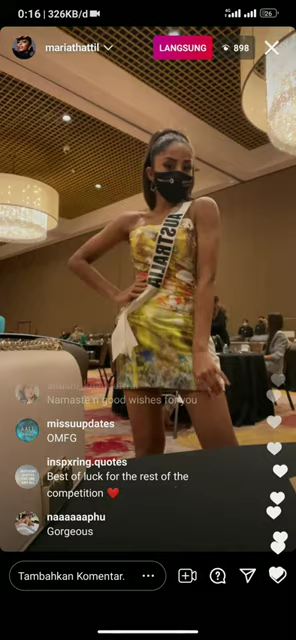 0:16 | 326KB/d
4G
26
mariathattil
LANGSUNG
898
AUSTRALIA
Namaste n good wishes for you
missuupdates
OMFG
inspxring.quotes
Best of luck for the rest of the
competition ❤️
naaaaaaphu
Gorgeous
Tambahkan Komentar.